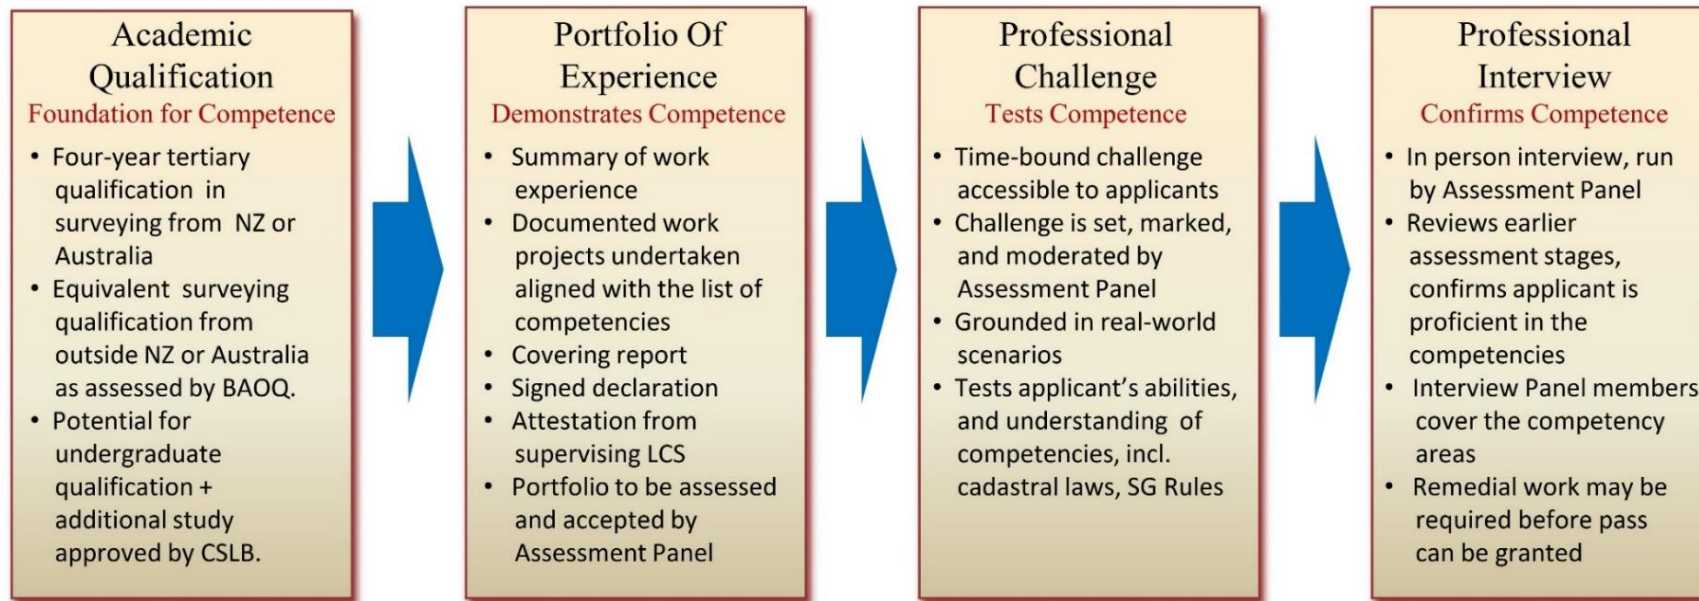 Academic
Qualification
Foundation for Competence
• Four-year tertiary
qualification in
surveying from NZ or
Australia
• Equivalent surveying
qualification from
outside NZ or Australia
as assessed by BAOQ.
• Potential for
undergraduate
qualification +
additional study
approved by CSLB.
Portfolio Of
Experience
Demonstrates Competence
• Summary of work
experience
• Documented work
projects undertaken
aligned with the list of
competencies
• Covering report
• Signed declaration
• Attestation from
supervising LCS
• Portfolio to be assessed
and accepted by
Assessment Panel
Professional
Challenge
Tests Competence
• Time-bound challenge
accessible to applicants
• Challenge is set, marked,
and moderated by
Assessment Panel
• Grounded in real-world
scenarios
• Tests applicant’s abilities,
and understanding of
competencies, incl.
cadastral laws, SG Rules
Professional
Interview
Confirms Competence
• In person interview, run
by Assessment Panel
• Reviews earlier
assessment stages,
confirms applicant is
proficient in the
competencies
• Interview Panel members
cover the competency
areas
• Remedial work may be
required before pass
can be granted